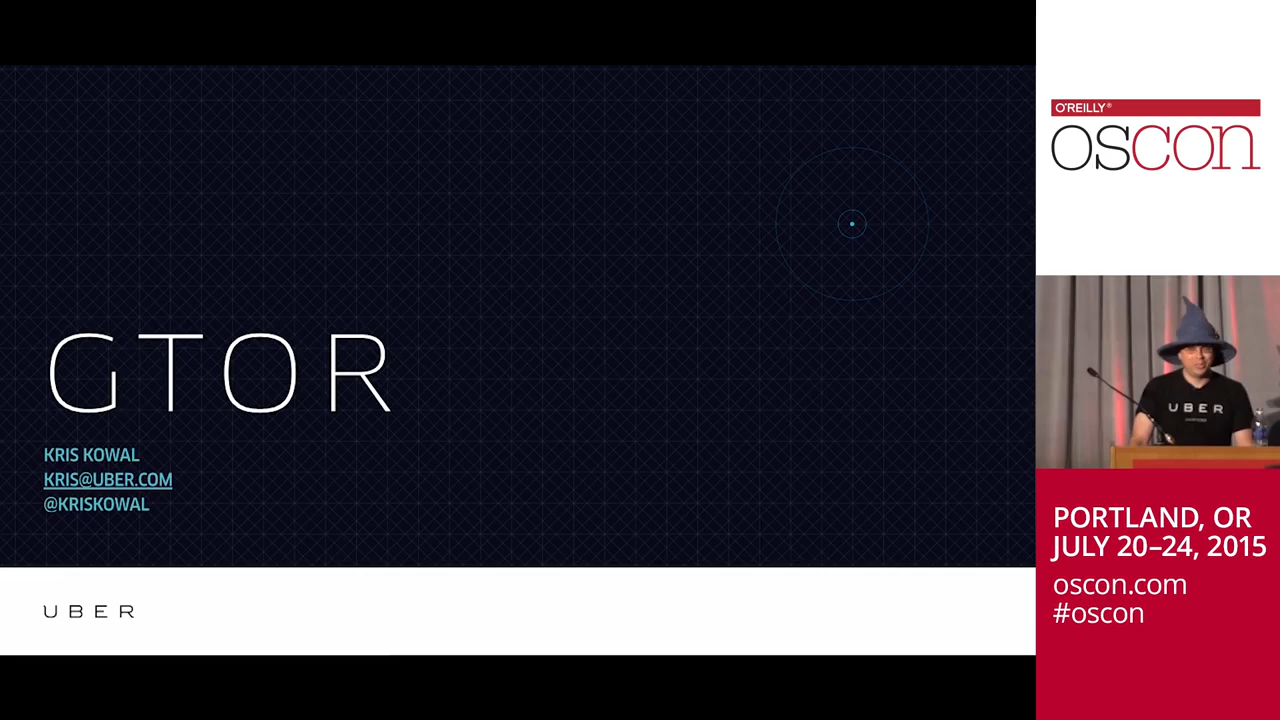 GTOR
KRIS KOWAL
KRIS@UBER.COM
@KRISKOWAL
UBER
O'REILLY®
OSCON
UBER
PORTLAND, OR
JULY 20–24, 2015
oscon.com
#oscon